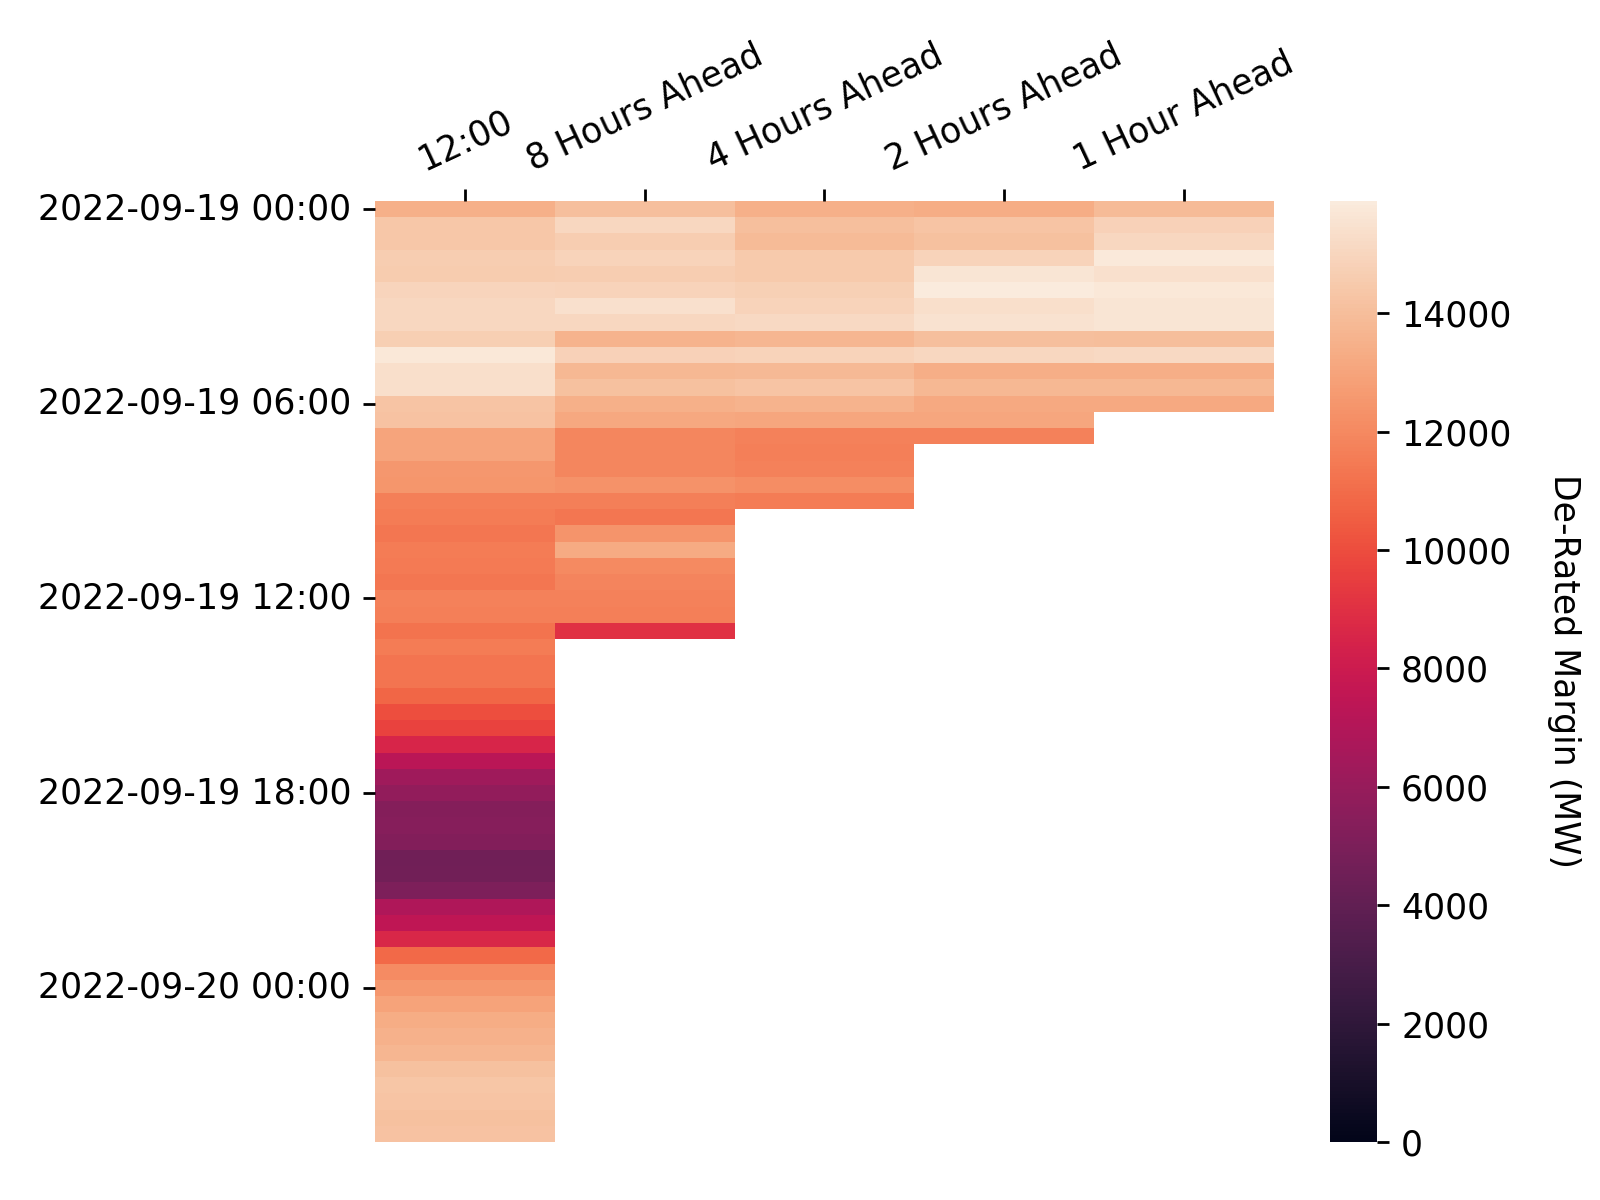 12:00
8 Hours Ahead
4 Hours Ahead
2 Hours Ahead
1 Hour Ahead
2022-09-19 00:00
2022-09-19 06:00
2022-09-19 12:00
2022-09-19 18:00
2022-09-20 00:00
14000
12000
10000
8000
6000
4000
2000
0
De-Rated Margin (MW)